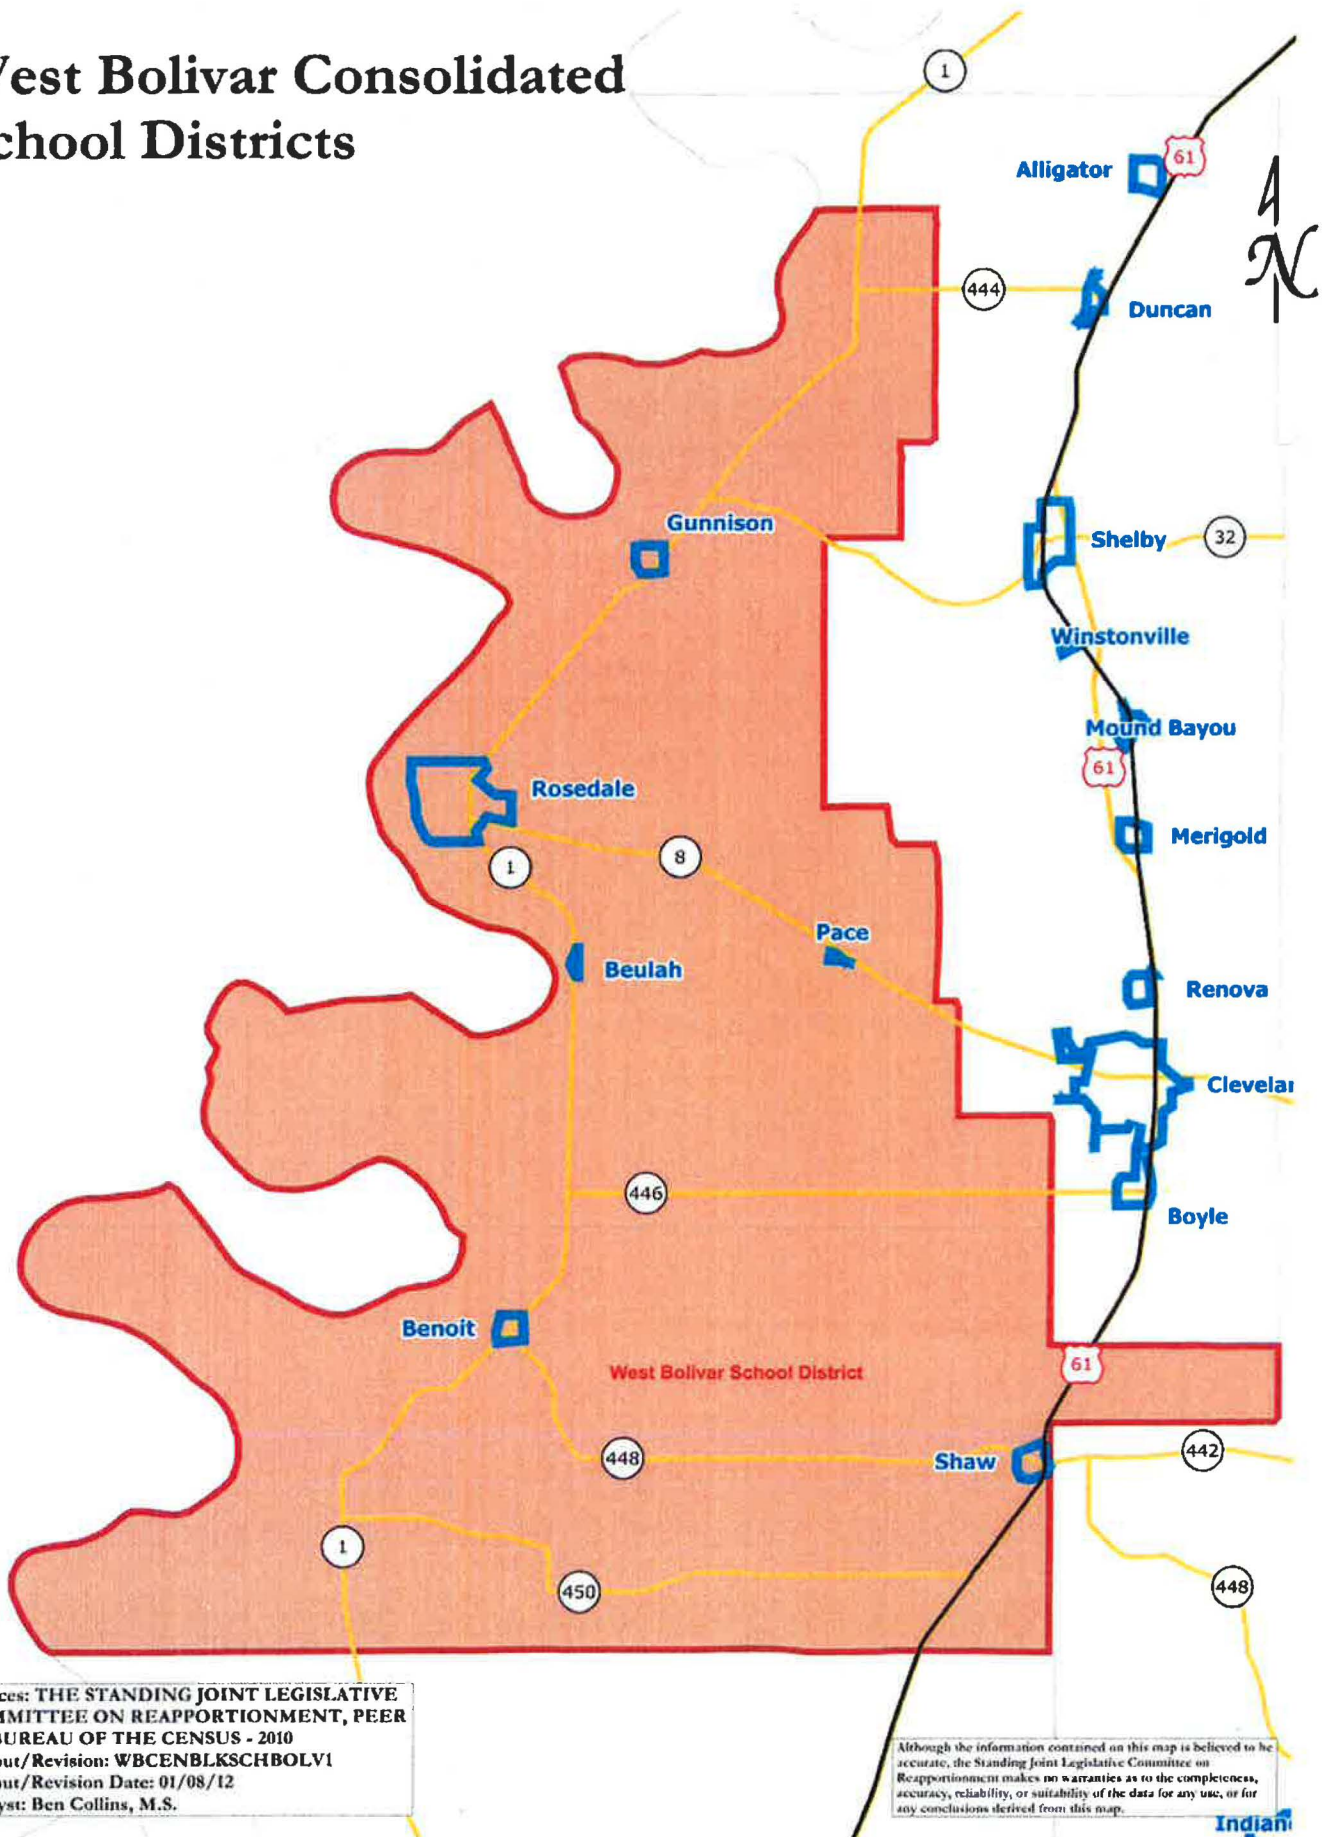 Vest Bolivar Consolidated
chool Districts
1
61
Alligator
N
444
Duncan
Gunnison
Shelby
32
Winstonville
Mound Bayou
61
Rosedale
Merigold
1
8
Pace
Beulah
Renova
Clevelan
446
Boyle
Benoit
West Bolivar School District
61
448
Shaw
442
1
450
448
ces: THE STANDING JOINT LEGISLATIVE
MMITTEE ON REAPPORTIONMENT, PEER
BUREAU OF THE CENSUS - 2010
out/Revision: WBCENBLKSCHBOLV1
out/Revision Date: 01/08/12
yst: Ben Collins, M.S.
Although the information contained on this map is believed to be
accurate, the Standing Joint Legislative Committee on
Reapportionment makes no warranties as to the completeness,
accuracy, reliability, or suitability of the data for any use, or for
any conclusions derived from this map.
Indian